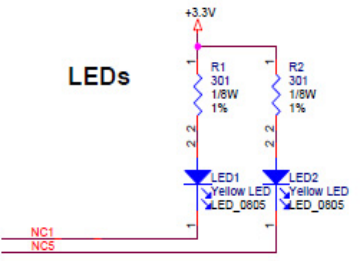 +3.3V
LEDs
1
1
R1
301
1/8W
1%
R2
301
1/8W
1%
2
2
2
2
LED1
Yellow LED
LED_0805
LED2
Yellow LED
LED_0805
1
1
NC1
NC5